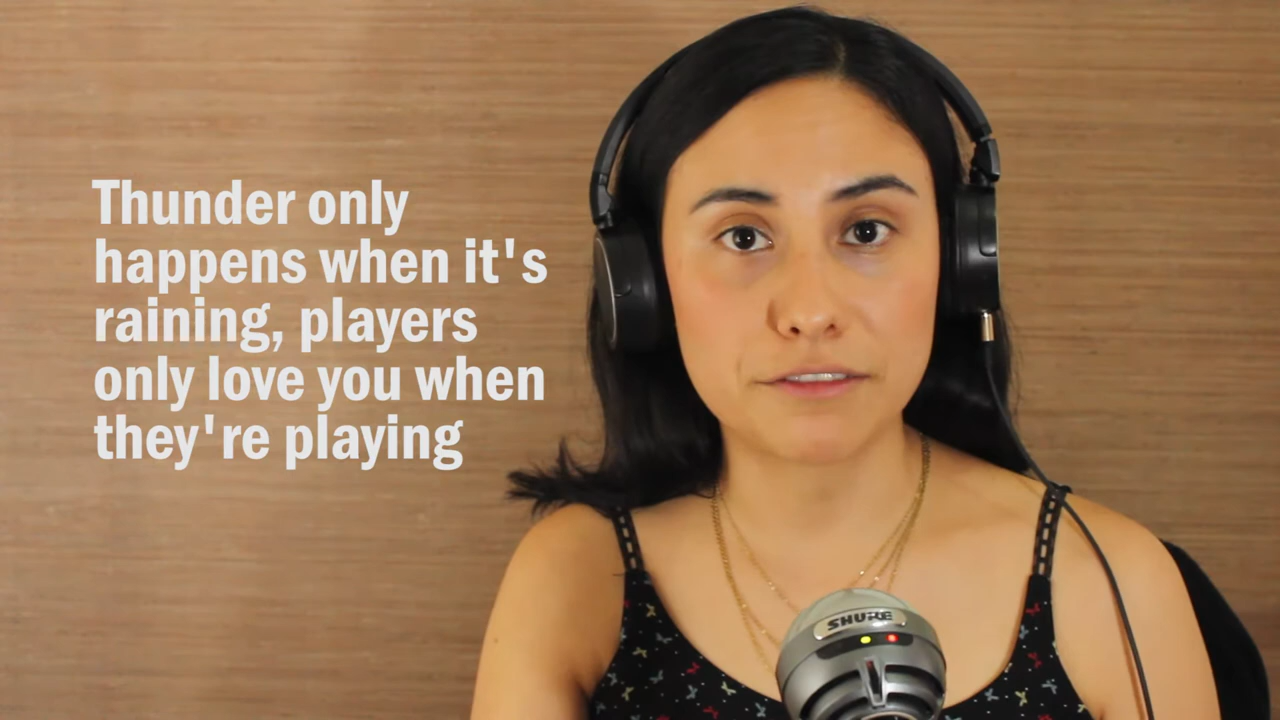 Thunder only
happens when it's
raining, players
only love you when
they're playing
SHURE